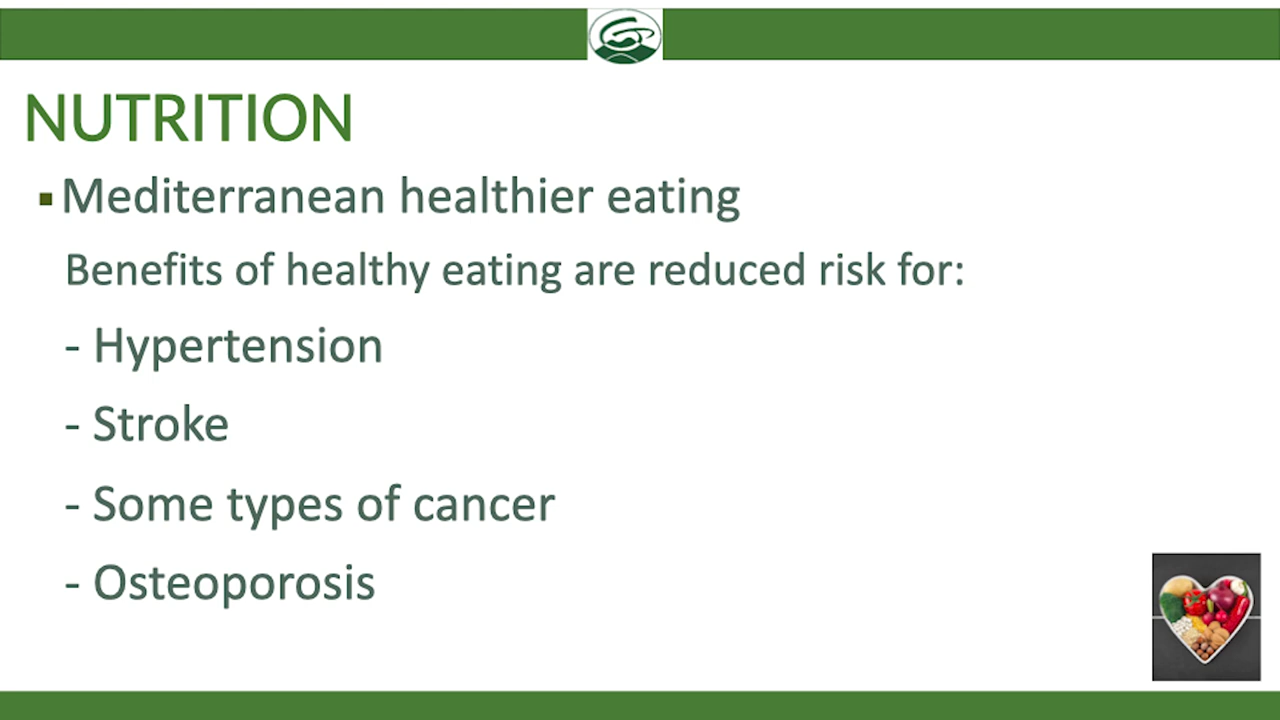 NUTRITION
▪ Mediterranean healthier eating
Benefits of healthy eating are reduced risk for:
- Hypertension
- Stroke
- Some types of cancer
- Osteoporosis